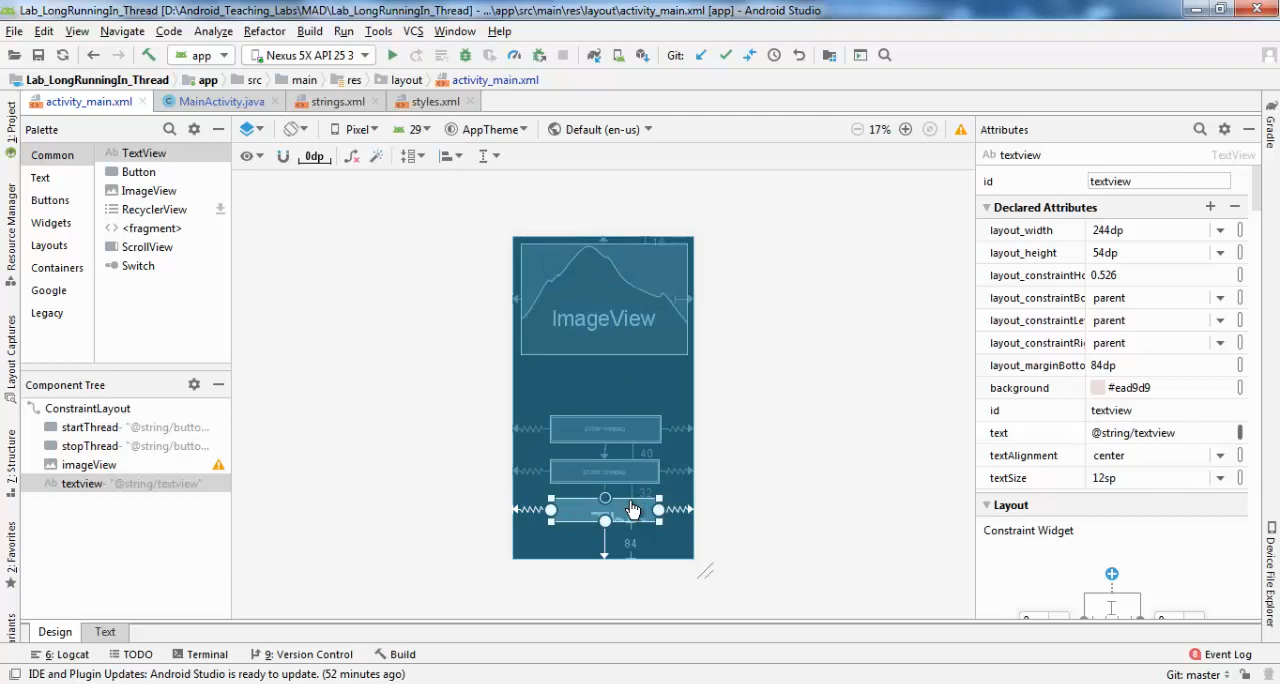 Lab_LongRunningIn_Thread [D:\Android_Teaching_Labs\MAD\Lab_LongRunningIn_Thread] - ...\app\src\main\res\layout\activity_main.xml [app] - Android Studio
File Edit View Navigate Code Analyze Refactor Build Run Tools VCS Window Help
app Nexus 5X API 25 3 Git:
Lab_LongRunningIn_Thread app src main res layout activity_main.xml
activity_main.xml MainActivity.java strings.xml styles.xml
1: Project
Resource Manager
Layout Captures
7: Structure
2: Favorites
Palette
Common
Text
Buttons
Widgets
Layouts
Containers
Google
Legacy
Ab TextView
Button
ImageView
RecyclerView
<fragment>
ScrollView
Switch
Component Tree
ConstraintLayout
startThread- "@string/butto...
stopThread- "@string/butto...
imageView
Ab textview- "@string/textview"
Pixel 29 AppTheme Default (en-us) 17%
0dp
16
ImageView
40
32
84
Attributes
Ab textview TextView
id textview
Declared Attributes
layout_width 244dp
layout_height 54dp
layout_constraintHo 0.526
layout_constraintBo parent
layout_constraintLe parent
layout_constraintRi parent
layout_marginBotto 84dp
background #ead9d9
id textview
text @string/textview
textAlignment center
textSize 12sp
Layout
Constraint Widget
Gradle
Device File Explorer
Design Text
6: Logcat TODO Terminal 9: Version Control Build Event Log
IDE and Plugin Updates: Android Studio is ready to update. (52 minutes ago) Git: master